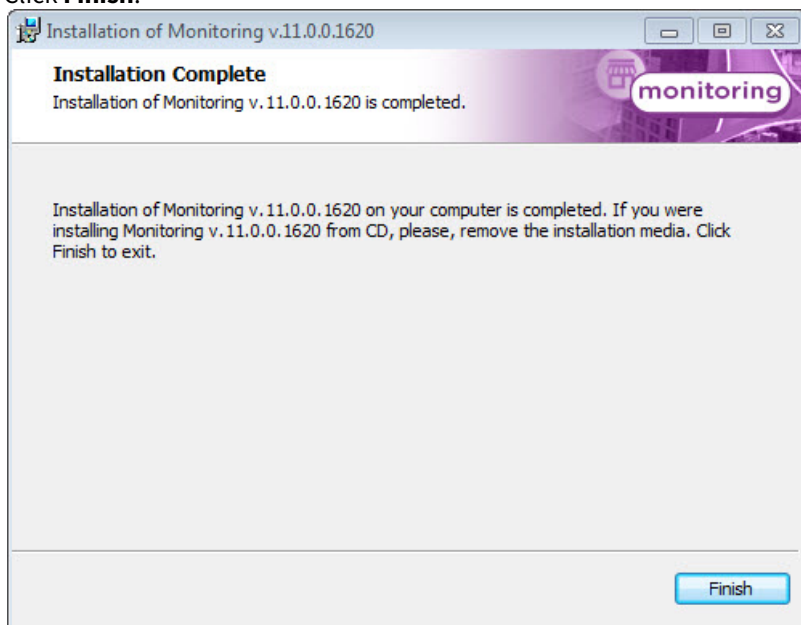 Click Finish.
Installation of Monitoring v.11.0.0.1620
Installation Complete
Installation of Monitoring v.11.0.0.1620 is completed.
monitoring
Installation of Monitoring v.11.0.0.1620 on your computer is completed. If you were
installing Monitoring v.11.0.0.1620 from CD, please, remove the installation media. Click
Finish to exit.
Finish